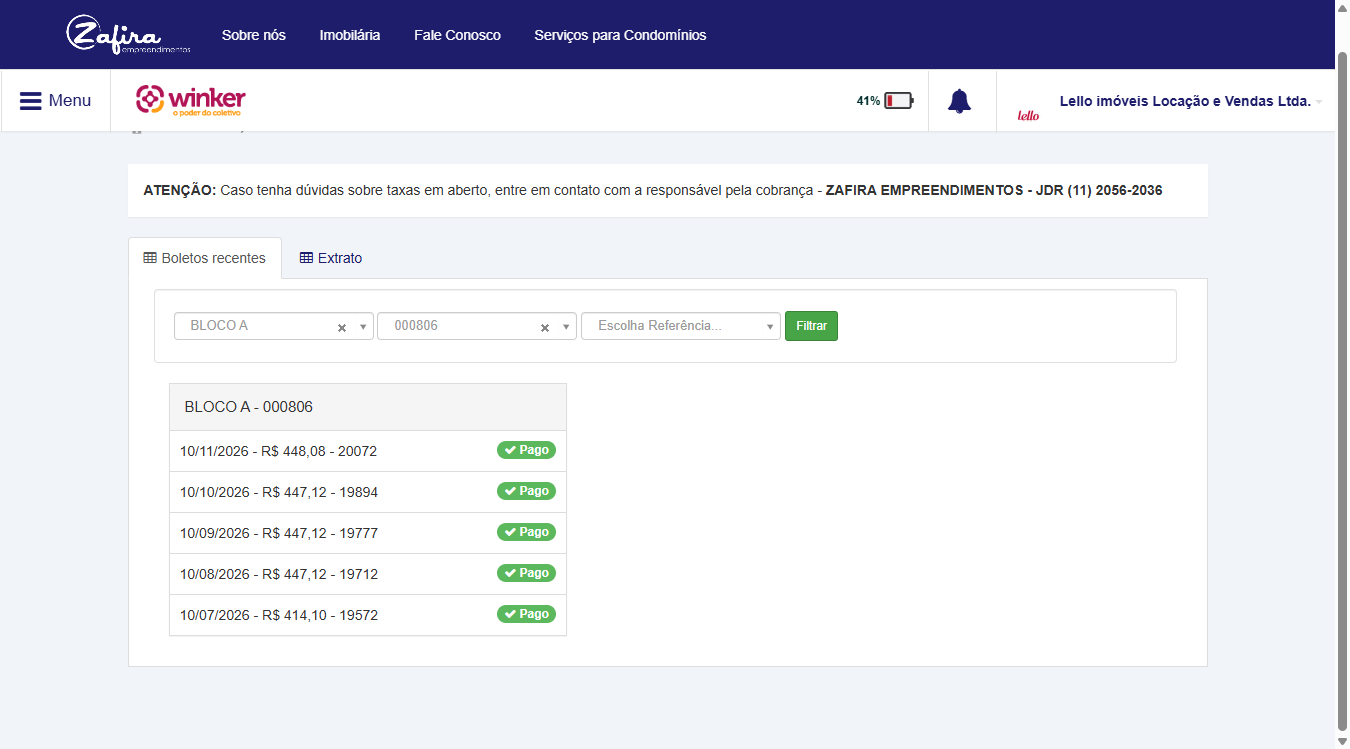 Zafira
empreendimentos
Sobre nós
Imobilária
Fale Conosco
Serviços para Condomínios
Menu
winker
o poder do coletivo
41%
lello
Lello imóveis Locação e Vendas Ltda.
ATENÇÃO: Caso tenha dúvidas sobre taxas em aberto, entre em contato com a responsável pela cobrança - ZAFIRA EMPREENDIMENTOS - JDR (11) 2056-2036
Boletos recentes
Extrato
BLOCO A
000806
Escolha Referência...
Filtrar
BLOCO A - 000806
10/11/2026 - R$ 448,08 - 20072 Pago
10/10/2026 - R$ 447,12 - 19894 Pago
10/09/2026 - R$ 447,12 - 19777 Pago
10/08/2026 - R$ 447,12 - 19712 Pago
10/07/2026 - R$ 414,10 - 19572 Pago